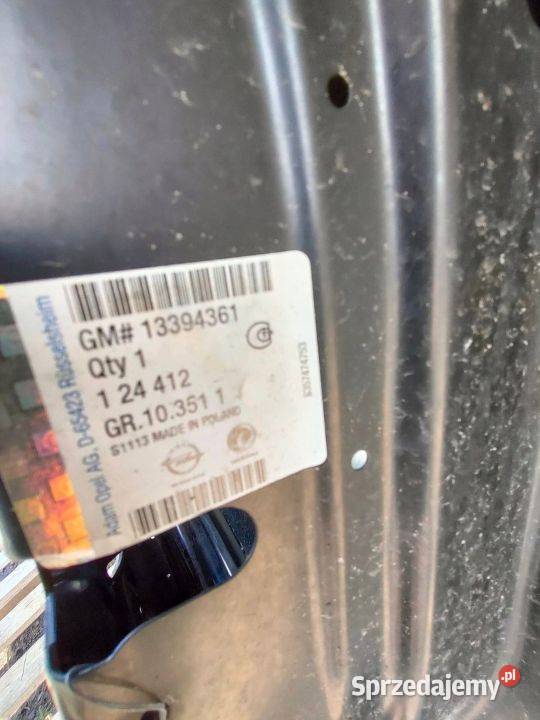 GM# 13394361
Qty 1
1 24 412
GR.10.351 1
S1113 MADE IN POLAND
Adam Opel AG, D-65423 Rüsselsheim
Sprzedajemy.pl